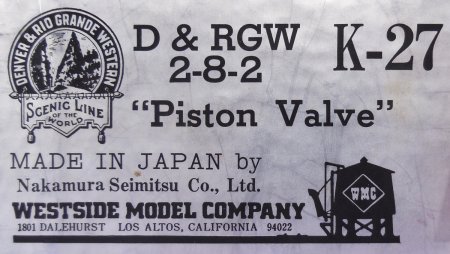 DENVER & RIO GRANDE WESTERN
SCENIC LINE
OF THE
WORLD
D & RGW
2-8-2
K-27
"Piston Valve"
MADE IN JAPAN by
Nakamura Seimitsu Co., Ltd.
WESTSIDE MODEL COMPANY
1801 DALEHURST LOS ALTOS, CALIFORNIA 94022
WMC